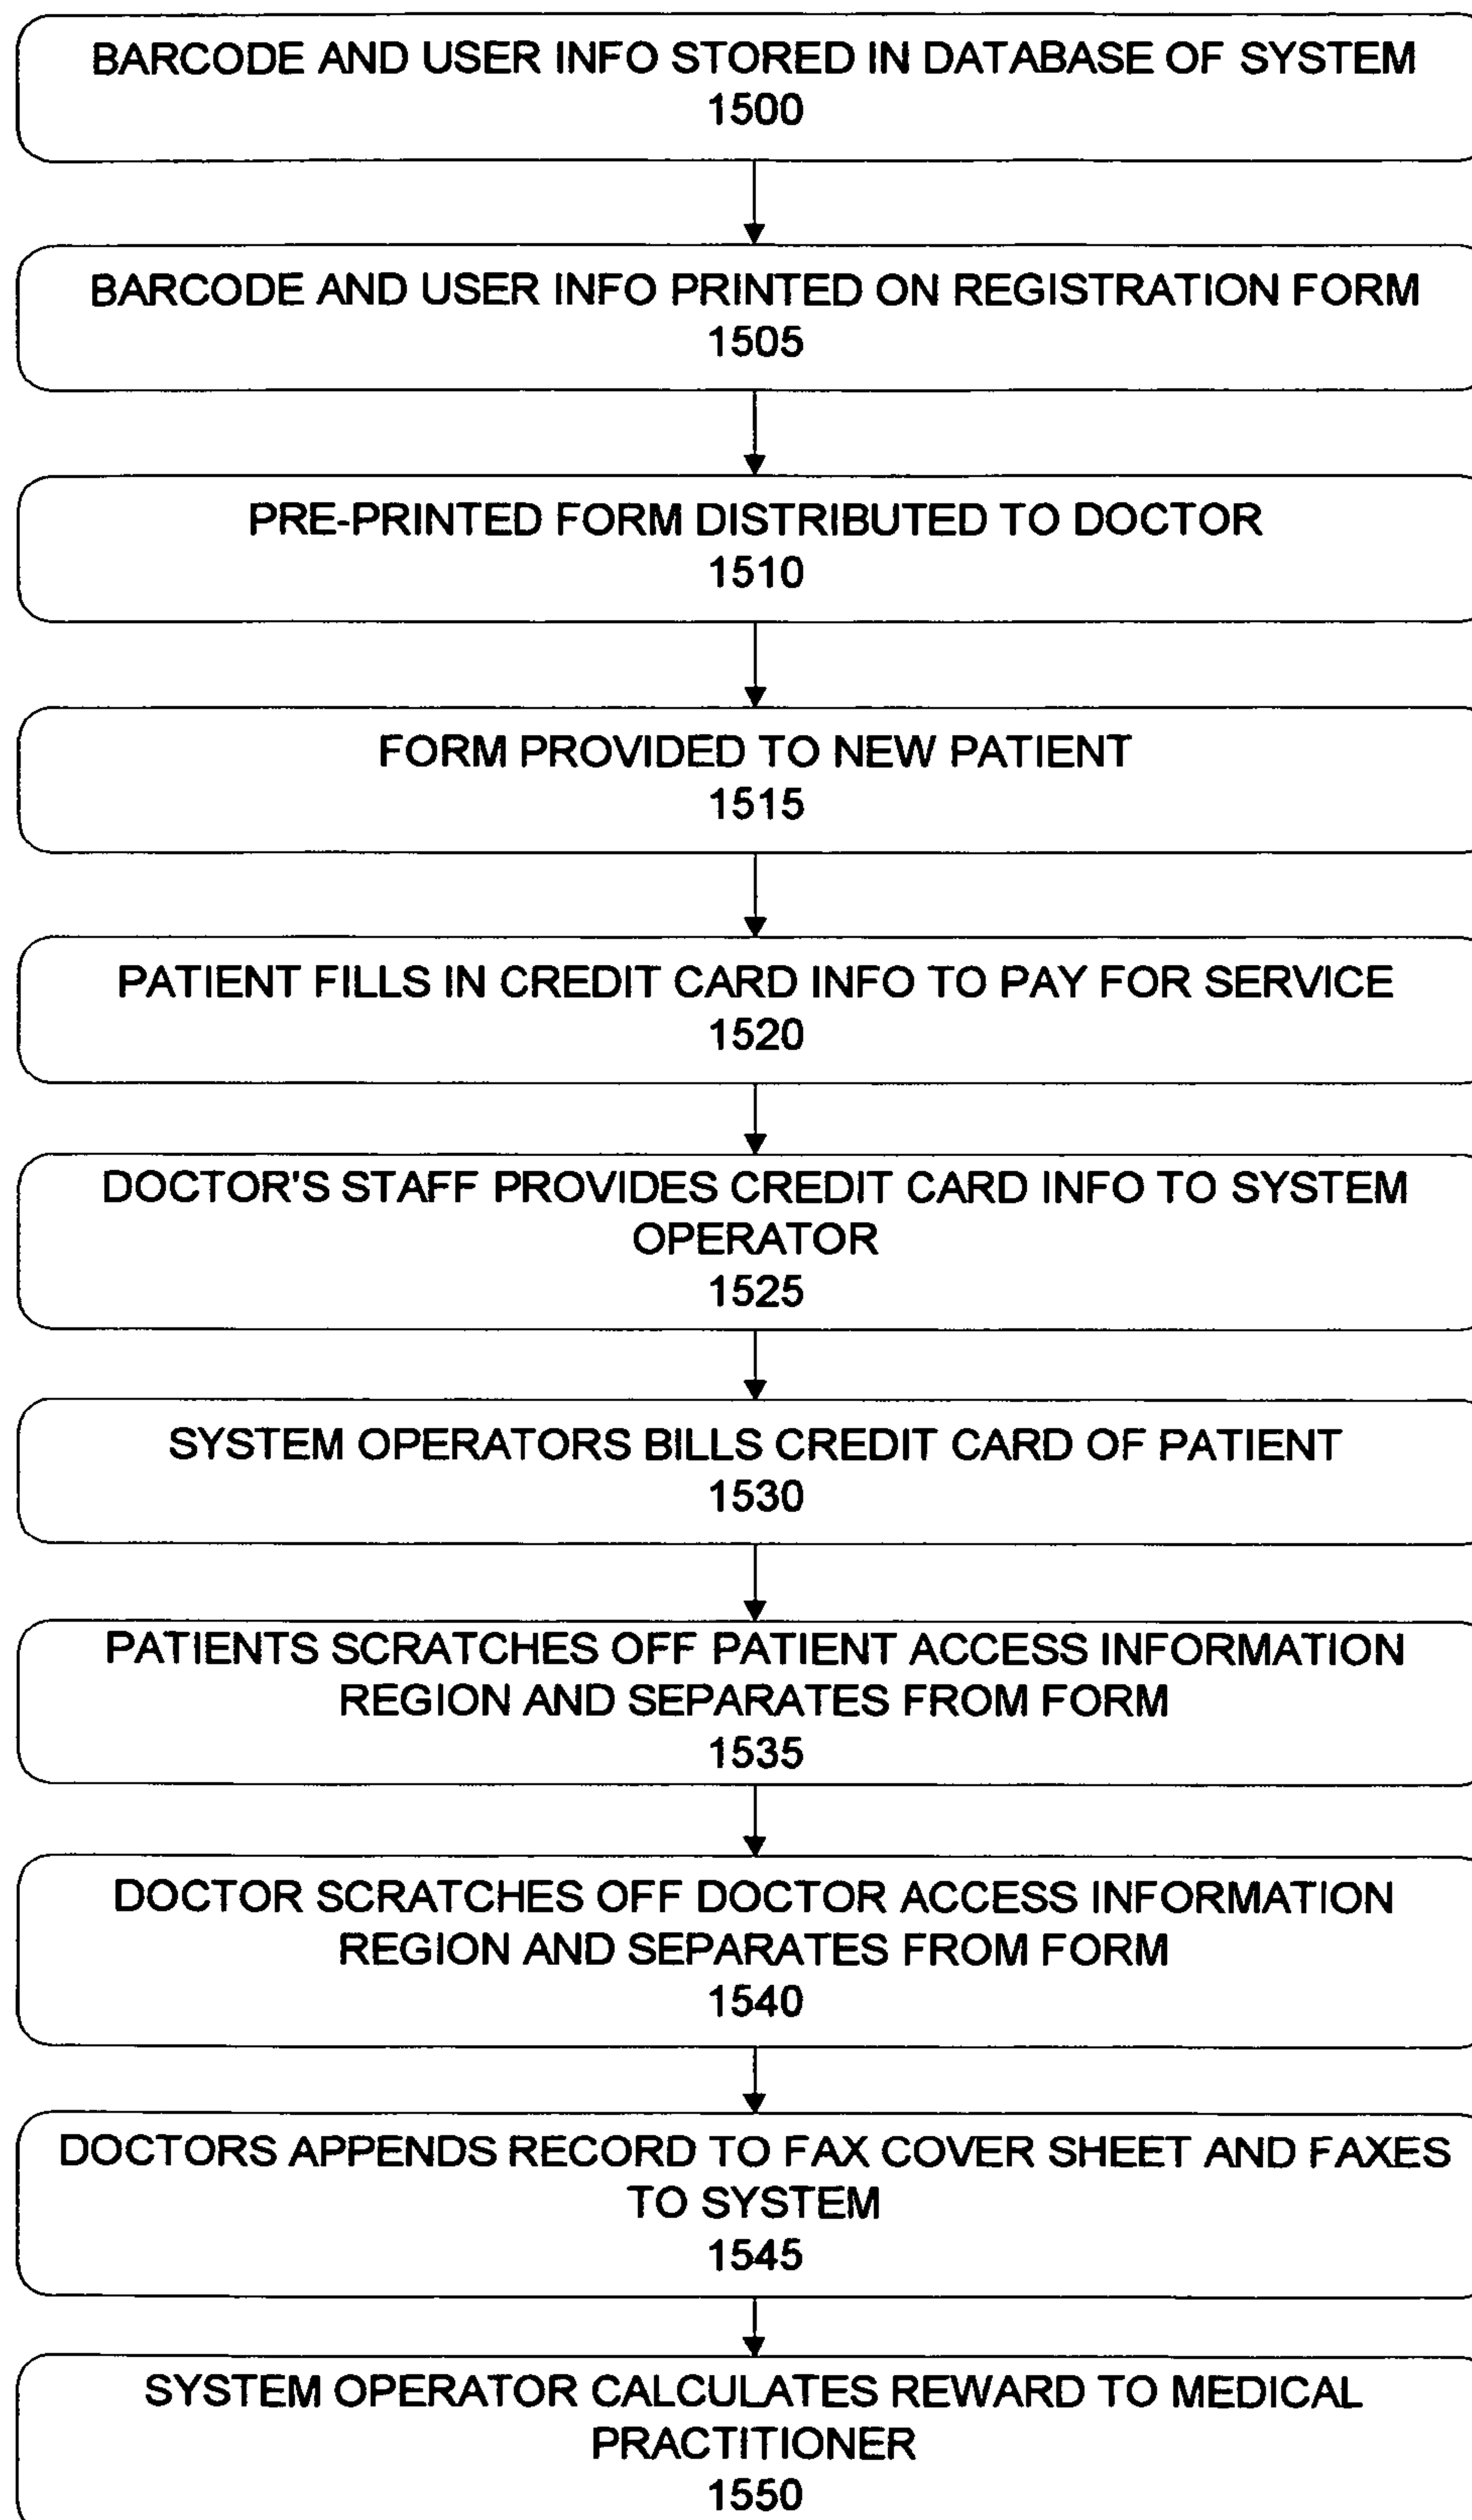 BARCODE AND USER INFO STORED IN DATABASE OF SYSTEM
1500
BARCODE AND USER INFO PRINTED ON REGISTRATION FORM
1505
PRE-PRINTED FORM DISTRIBUTED TO DOCTOR
1510
FORM PROVIDED TO NEW PATIENT
1515
PATIENT FILLS IN CREDIT CARD INFO TO PAY FOR SERVICE
1520
DOCTOR'S STAFF PROVIDES CREDIT CARD INFO TO SYSTEM
OPERATOR
1525
SYSTEM OPERATORS BILLS CREDIT CARD OF PATIENT
1530
PATIENTS SCRATCHES OFF PATIENT ACCESS INFORMATION
REGION AND SEPARATES FROM FORM
1535
DOCTOR SCRATCHES OFF DOCTOR ACCESS INFORMATION
REGION AND SEPARATES FROM FORM
1540
DOCTORS APPENDS RECORD TO FAX COVER SHEET AND FAXES
TO SYSTEM
1545
SYSTEM OPERATOR CALCULATES REWARD TO MEDICAL
PRACTITIONER
1550